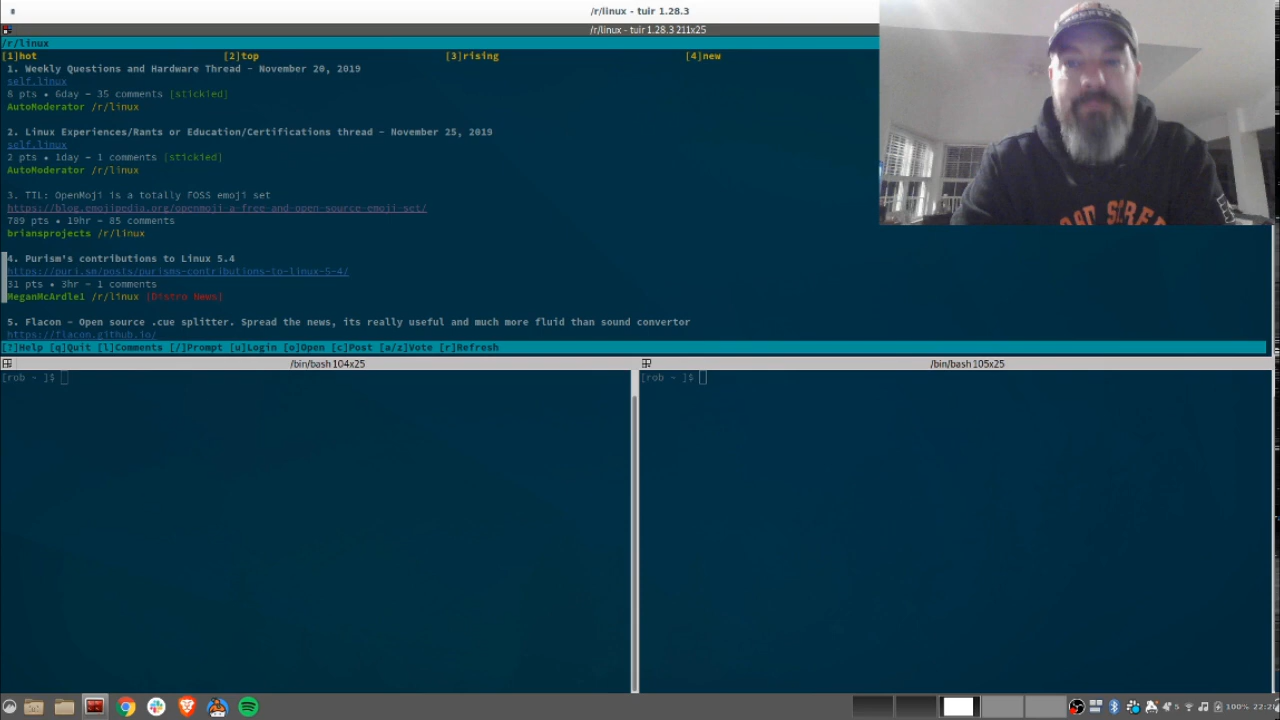 /r/linux - tuir 1.28.3
/r/linux - tuir 1.28.3 211x25
/r/linux
[1]hot [2]top [3]rising [4]new
1. Weekly Questions and Hardware Thread - November 20, 2019
self.linux
8 pts • 6day - 35 comments [stickied]
AutoModerator /r/linux
2. Linux Experiences/Rants or Education/Certifications thread - November 25, 2019
self.linux
2 pts • 1day - 1 comments [stickied]
AutoModerator /r/linux
3. TIL: OpenMoji is a totally FOSS emoji set
https://blog.emojipedia.org/openmoji-a-free-and-open-source-emoji-set/
789 pts • 19hr - 85 comments
briansprojects /r/linux
4. Purism's contributions to Linux 5.4
https://puri.sm/posts/purisms-contributions-to-linux-5-4/
31 pts • 3hr - 1 comments
MeganMcArdle1 /r/linux [Distro News]
5. Flacon - Open source .cue splitter. Spread the news, its really useful and much more fluid than sound convertor
https://flacon.github.io/
[?]Help [q]Quit [l]Comments [/]Prompt [u]Login [o]Open [c]Post [a/z]Vote [r]Refresh
/bin/bash 104x25
/bin/bash 105x25
[rob ~ ]$
[rob ~ ]$
5 100%